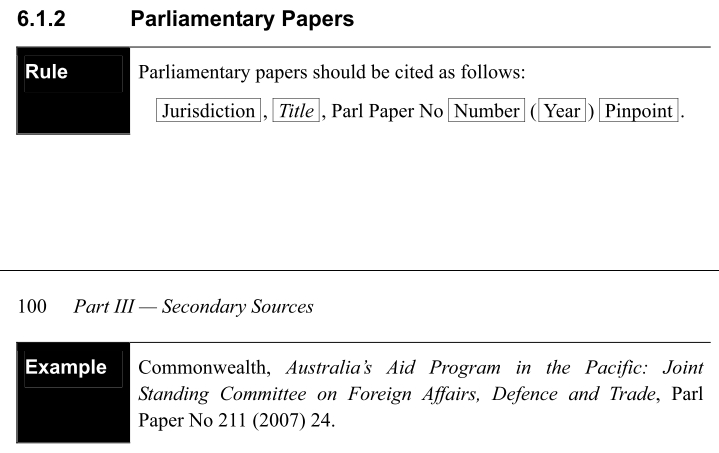 6.1.2 Parliamentary Papers
Rule
Parliamentary papers should be cited as follows:
Jurisdiction, Title, Parl Paper No Number (Year) Pinpoint.
100 Part III — Secondary Sources
Example
Commonwealth, Australia’s Aid Program in the Pacific: Joint
Standing Committee on Foreign Affairs, Defence and Trade, Parl
Paper No 211 (2007) 24.